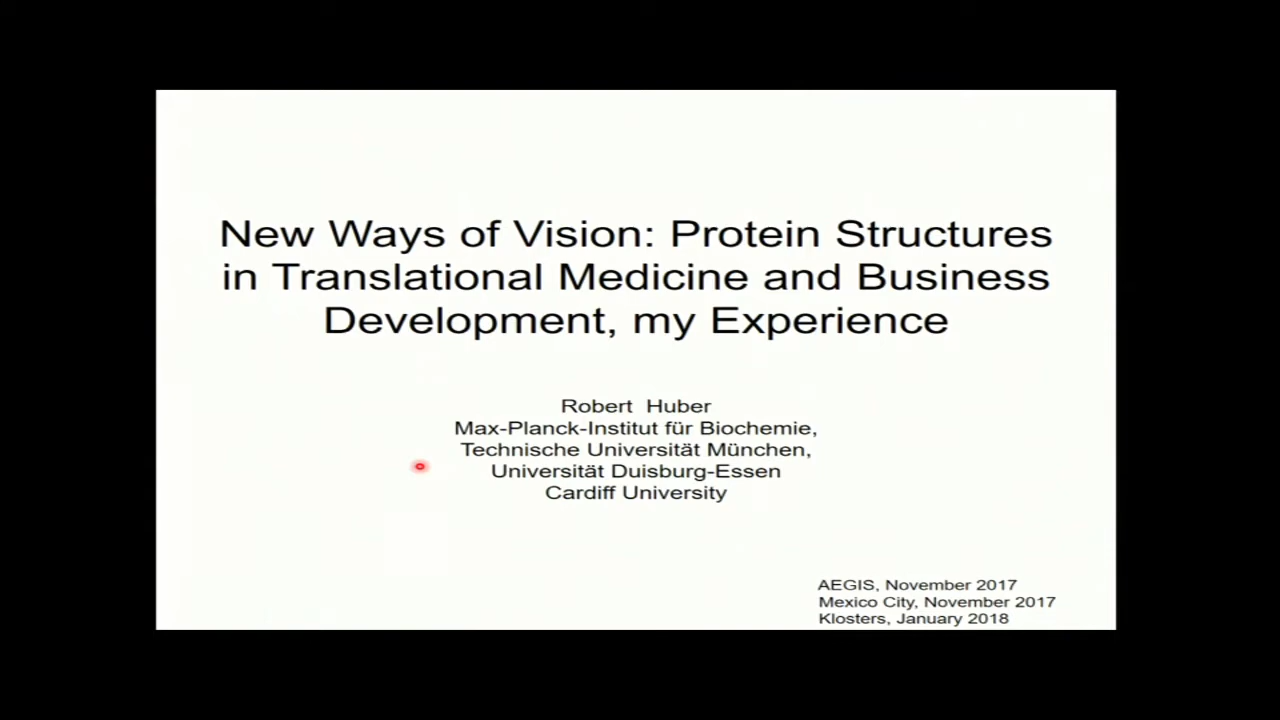 New Ways of Vision: Protein Structures
in Translational Medicine and Business
Development, my Experience
Robert Huber
Max-Planck-Institut für Biochemie,
Technische Universität München,
Universität Duisburg-Essen
Cardiff University
AEGIS, November 2017
Mexico City, November 2017
Klosters, January 2018